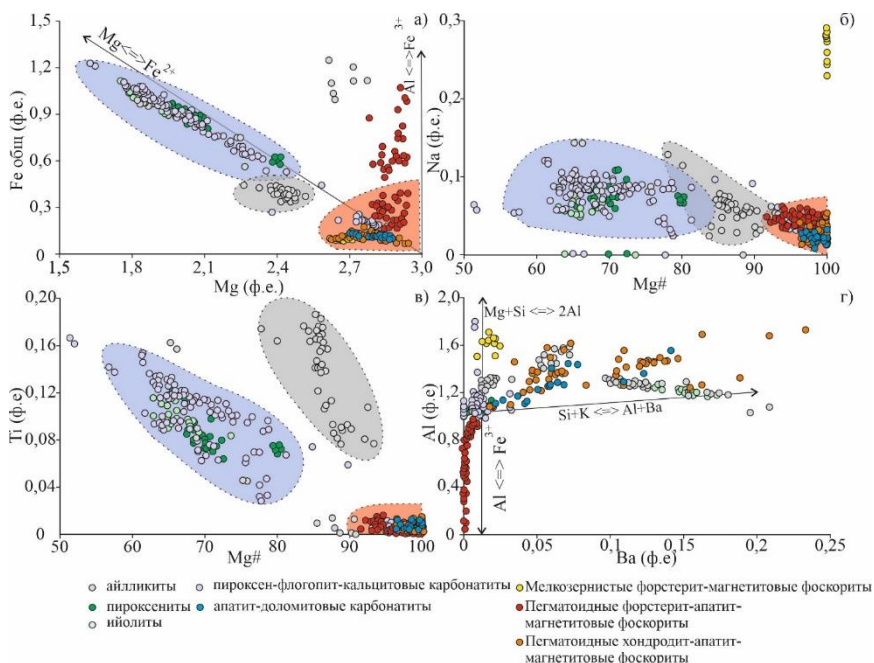 а)
Fe общ (ф.е.)
1,5
1,2
0,9
0,6
0,3
0
Mg<=>Fe2+
Al <=>Fe 3+
1,5 1,8 2,1 2,4 2,7 3,0
Mg (ф.е.)
б)
Na (ф.е.)
0,3
0,2
0,1
0
50 60 70 80 90 100
Mg#
в)
Ti (ф.е)
0,20
0,16
0,12
0,08
0,04
0
50 60 70 80 90 100
Mg#
г)
Al (ф.е)
2,0
1,6
1,2
0,8
0,4
0
Mg+Si <=> 2Al
Si+K <=> Al+Ba
Al <=> Fe 3+
0 0,05 0,10 0,15 0,20 0,25
Ba (ф.е)
айлликиты
пироксениты
ийолиты
пироксен-флогопит-кальцитовые карбонатиты
апатит-доломитовые карбонатиты
Мелкозернистые форстерит-магнетитовые фоскориты
Пегматоидные форстерит-апатит-
магнетитовые фоскориты
Пегматоидные хондродит-апатит-
магнетитовые фоскориты